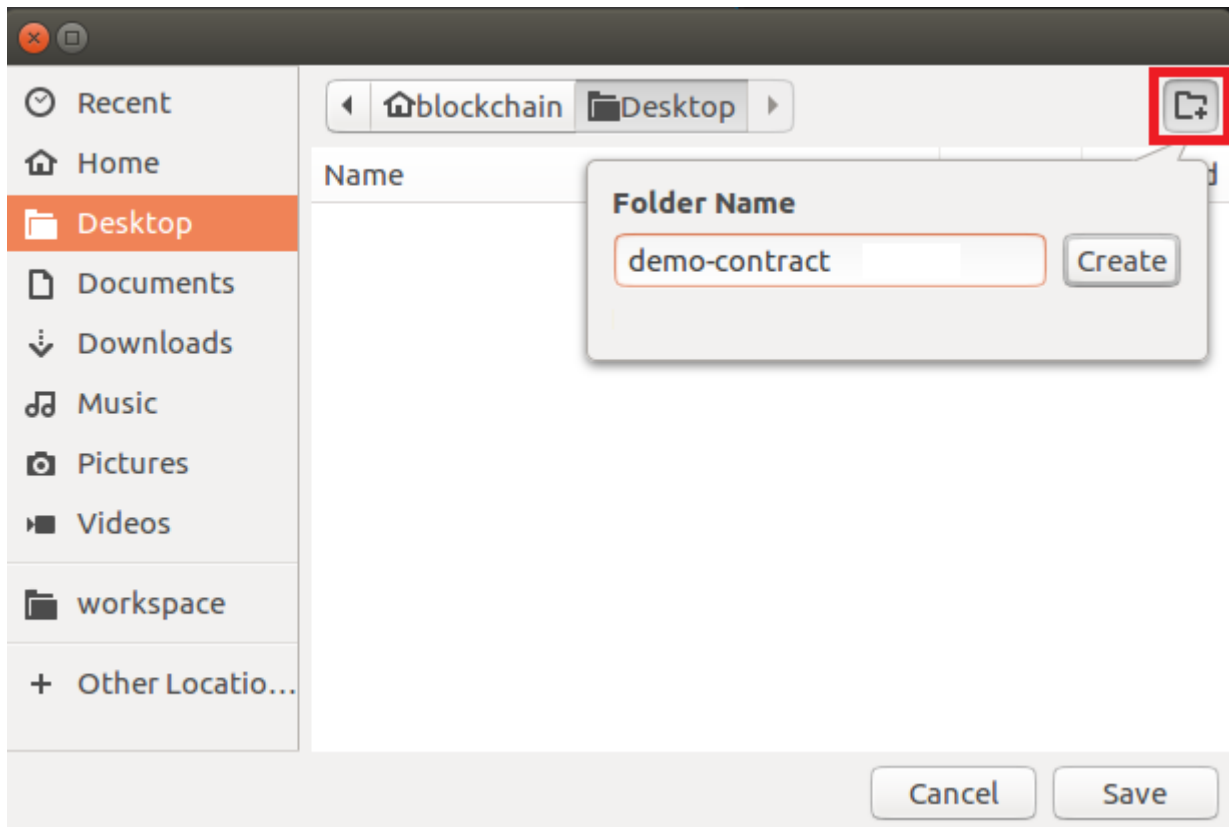 Recent
Home
Desktop
Documents
Downloads
Music
Pictures
Videos
workspace
+ Other Locatio...
blockchain Desktop
Name
Folder Name
demo-contract Create
Cancel Save